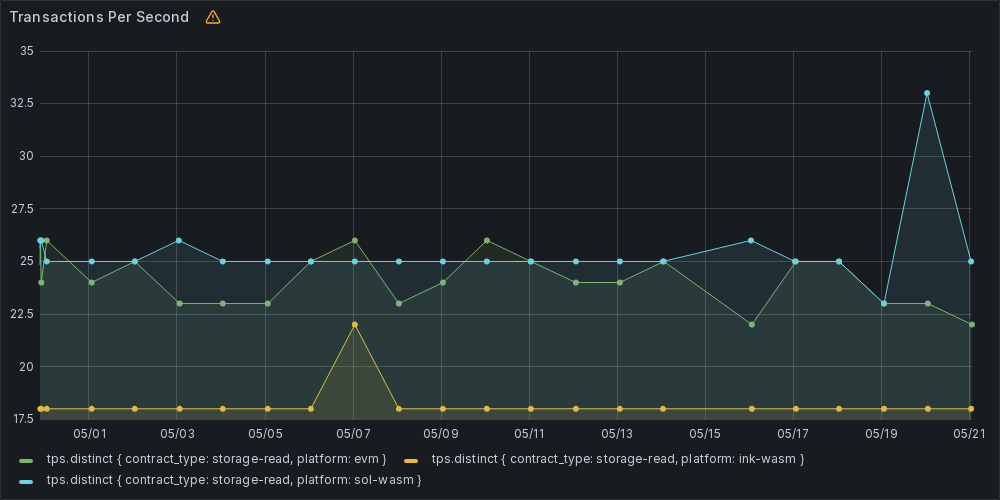 Transactions Per Second
35
32.5
30
27.5
25
22.5
20
17.5
05/01 05/03 05/05 05/07 05/09 05/11 05/13 05/15 05/17 05/19 05/21
tps.distinct { contract_type: storage-read, platform: evm } tps.distinct { contract_type: storage-read, platform: ink-wasm }
tps.distinct { contract_type: storage-read, platform: sol-wasm }